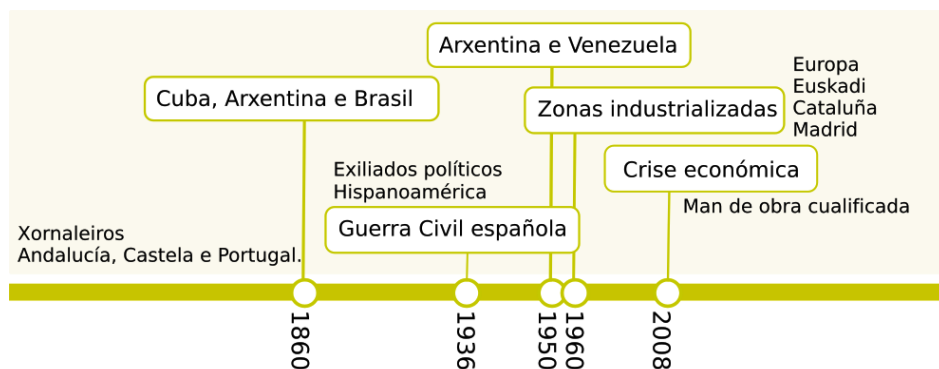 Arxentina e Venezuela
Cuba, Arxentina e Brasil
Zonas industrializadas
Europa
Euskadi
Cataluña
Madrid
Exiliados políticos
Hispanoamérica
Crise económica
Man de obra cualificada
Guerra Civil española
Xornaleiros
Andalucía, Castela e Portugal.
1860
1936
1950
1960
2008